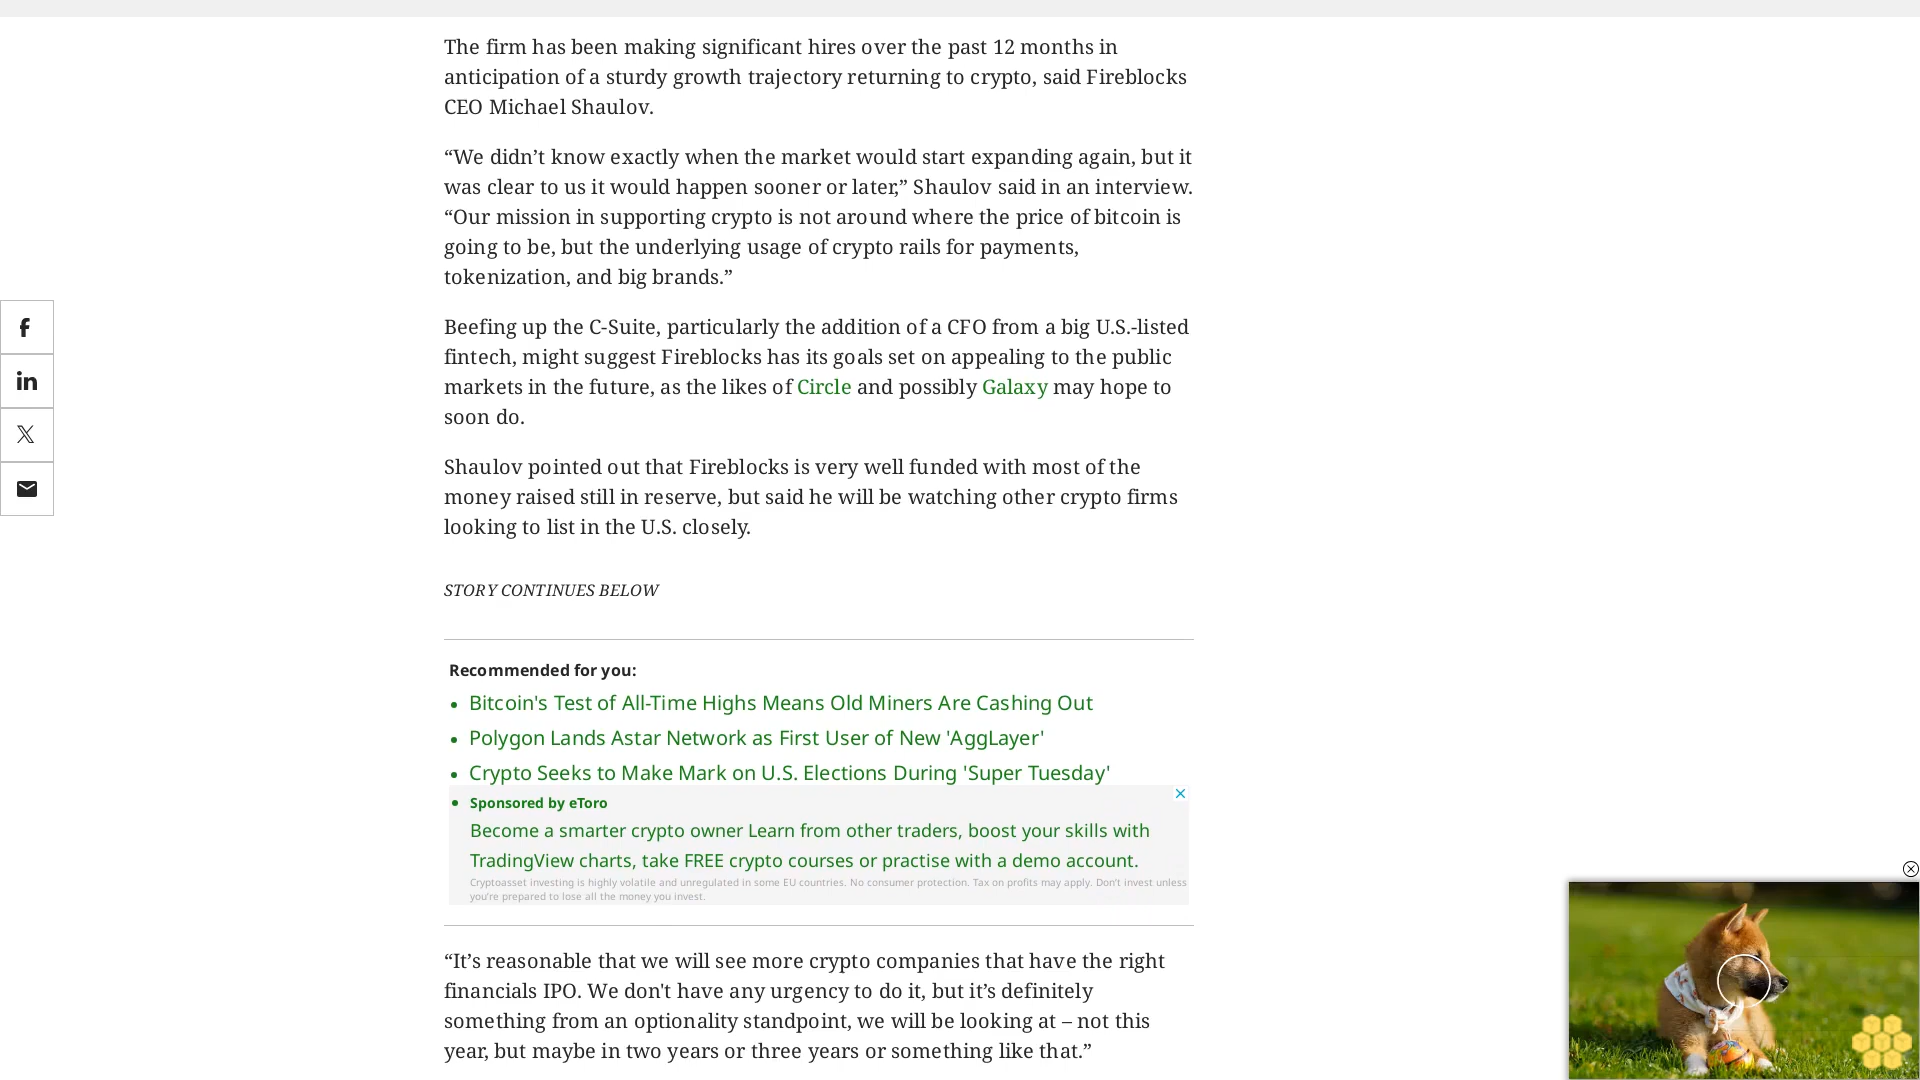 The firm has been making significant hires over the past 12 months in
anticipation of a sturdy growth trajectory returning to crypto, said Fireblocks
CEO Michael Shaulov.
“We didn’t know exactly when the market would start expanding again, but it
was clear to us it would happen sooner or later,” Shaulov said in an interview.
“Our mission in supporting crypto is not around where the price of bitcoin is
going to be, but the underlying usage of crypto rails for payments,
tokenization, and big brands.”
Beefing up the C-Suite, particularly the addition of a CFO from a big U.S.-listed
fintech, might suggest Fireblocks has its goals set on appealing to the public
markets in the future, as the likes of Circle and possibly Galaxy may hope to
soon do.
Shaulov pointed out that Fireblocks is very well funded with most of the
money raised still in reserve, but said he will be watching other crypto firms
looking to list in the U.S. closely.
STORY CONTINUES BELOW
Recommended for you:
• Bitcoin's Test of All-Time Highs Means Old Miners Are Cashing Out
• Polygon Lands Astar Network as First User of New 'AggLayer'
• Crypto Seeks to Make Mark on U.S. Elections During 'Super Tuesday'
• Sponsored by eToro
Become a smarter crypto owner Learn from other traders, boost your skills with
TradingView charts, take FREE crypto courses or practise with a demo account.
Cryptoasset investing is highly volatile and unregulated in some EU countries. No consumer protection. Tax on profits may apply. Don’t invest unless
you’re prepared to lose all the money you invest.
“It’s reasonable that we will see more crypto companies that have the right
financials IPO. We don't have any urgency to do it, but it’s definitely
something from an optionality standpoint, we will be looking at – not this
year, but maybe in two years or three years or something like that.”